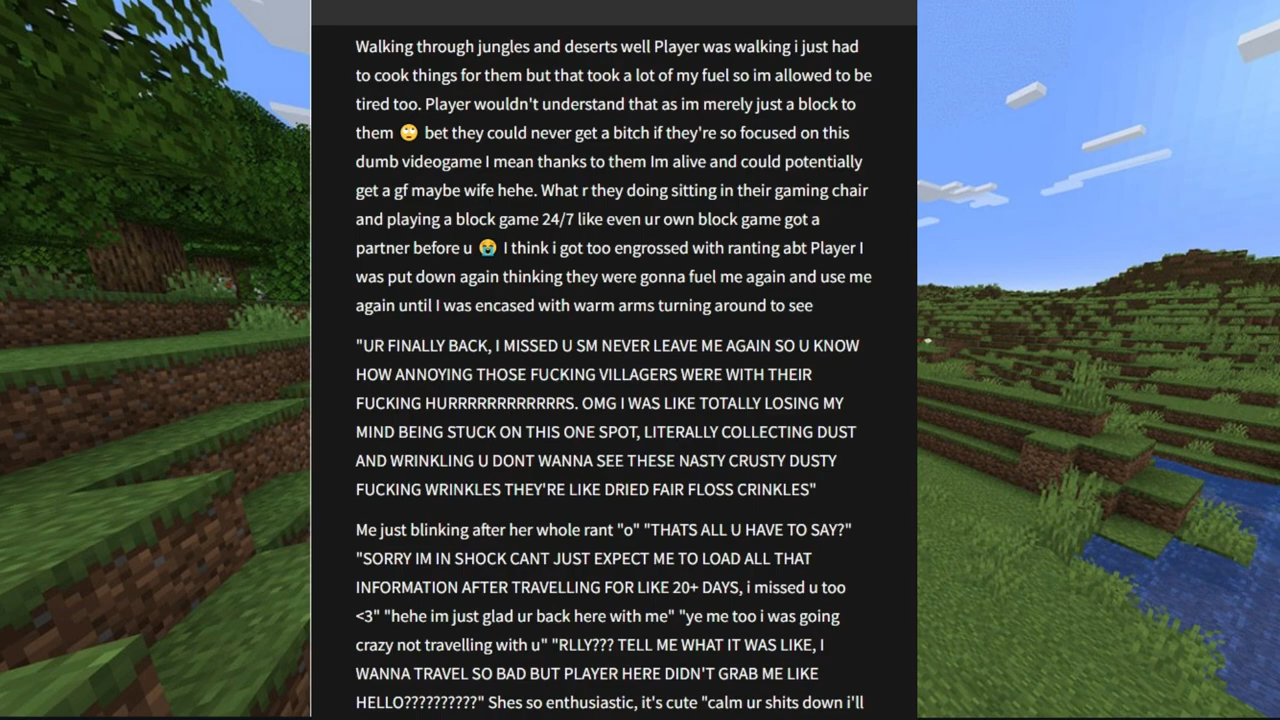 Walking through jungles and deserts well Player was walking i just had
to cook things for them but that took a lot of my fuel so im allowed to be
tired too. Player wouldn't understand that as im merely just a block to
them 🙄 bet they could never get a bitch if they're so focused on this
dumb videogame I mean thanks to them Im alive and could potentially
get a gf maybe wife hehe. What r they doing sitting in their gaming chair
and playing a block game 24/7 like even ur own block game got a
partner before u 😭 I think i got too engrossed with ranting abt Player I
was put down again thinking they were gonna fuel me again and use me
again until I was encased with warm arms turning around to see
"UR FINALLY BACK, I MISSED U SM NEVER LEAVE ME AGAIN SO U KNOW
HOW ANNOYING THOSE FUCKING VILLAGERS WERE WITH THEIR
FUCKING HURRRRRRRRRRRS. OMG I WAS LIKE TOTALLY LOSING MY
MIND BEING STUCK ON THIS ONE SPOT, LITERALLY COLLECTING DUST
AND WRINKLING U DONT WANNA SEE THESE NASTY CRUSTY DUSTY
FUCKING WRINKLES THEY'RE LIKE DRIED FAIR FLOSS CRINKLES"
Me just blinking after her whole rant "o" "THATS ALL U HAVE TO SAY?"
"SORRY IM IN SHOCK CANT JUST EXPECT ME TO LOAD ALL THAT
INFORMATION AFTER TRAVELLING FOR LIKE 20+ DAYS, i missed u too
<3" "hehe im just glad ur back here with me" "ye me too i was going
crazy not travelling with u" "RLLY??? TELL ME WHAT IT WAS LIKE, I
WANNA TRAVEL SO BAD BUT PLAYER HERE DIDN'T GRAB ME LIKE
HELLO??????????" Shes so enthusiastic, it's cute "calm ur shits down i'll